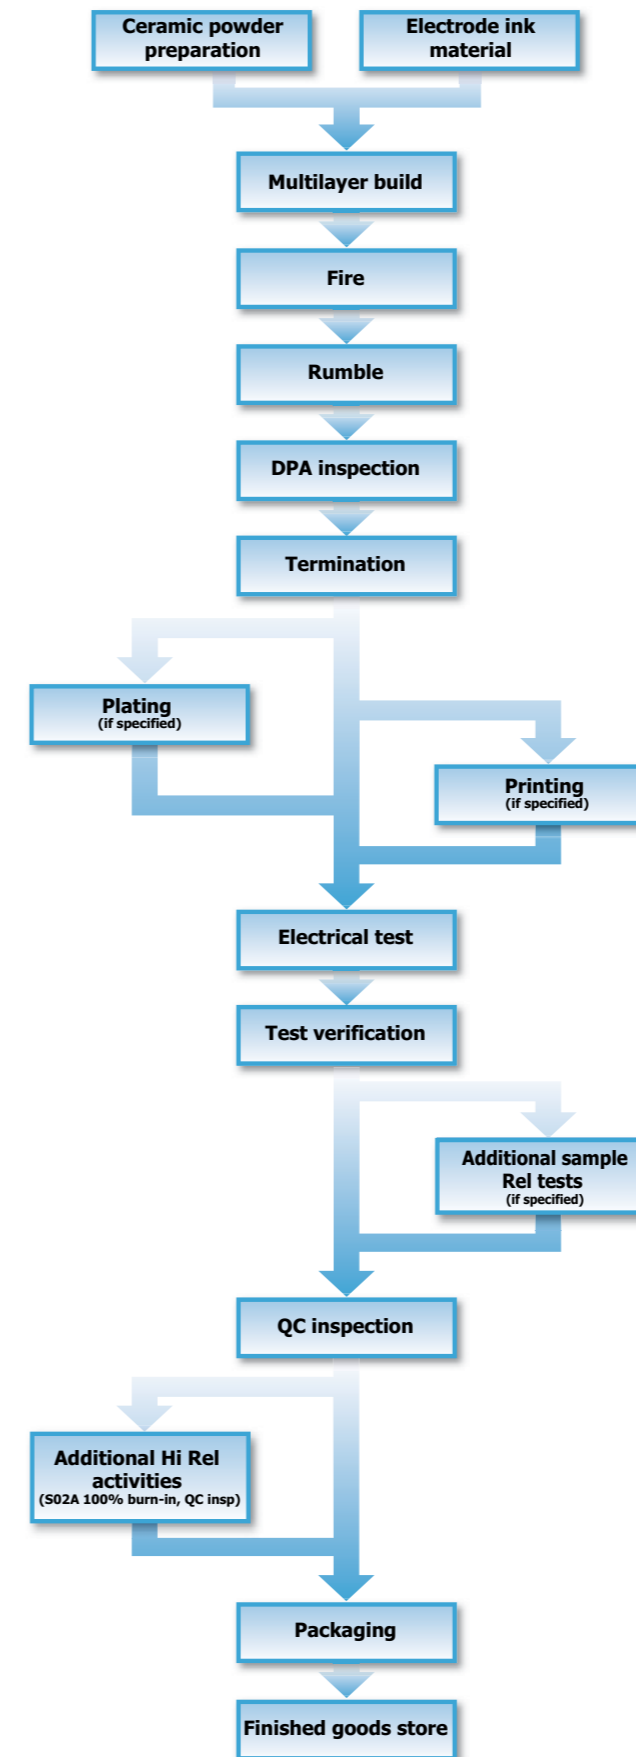 Ceramic powder
preparation
Electrode ink
material
Multilayer build
Fire
Rumble
DPA inspection
Termination
Plating
(if specified)
Printing
(if specified)
Electrical test
Test verification
Additional sample
Rel tests
(if specified)
QC inspection
Additional Hi Rel
activities
(S02A 100% burn-in, QC insp)
Packaging
Finished goods store